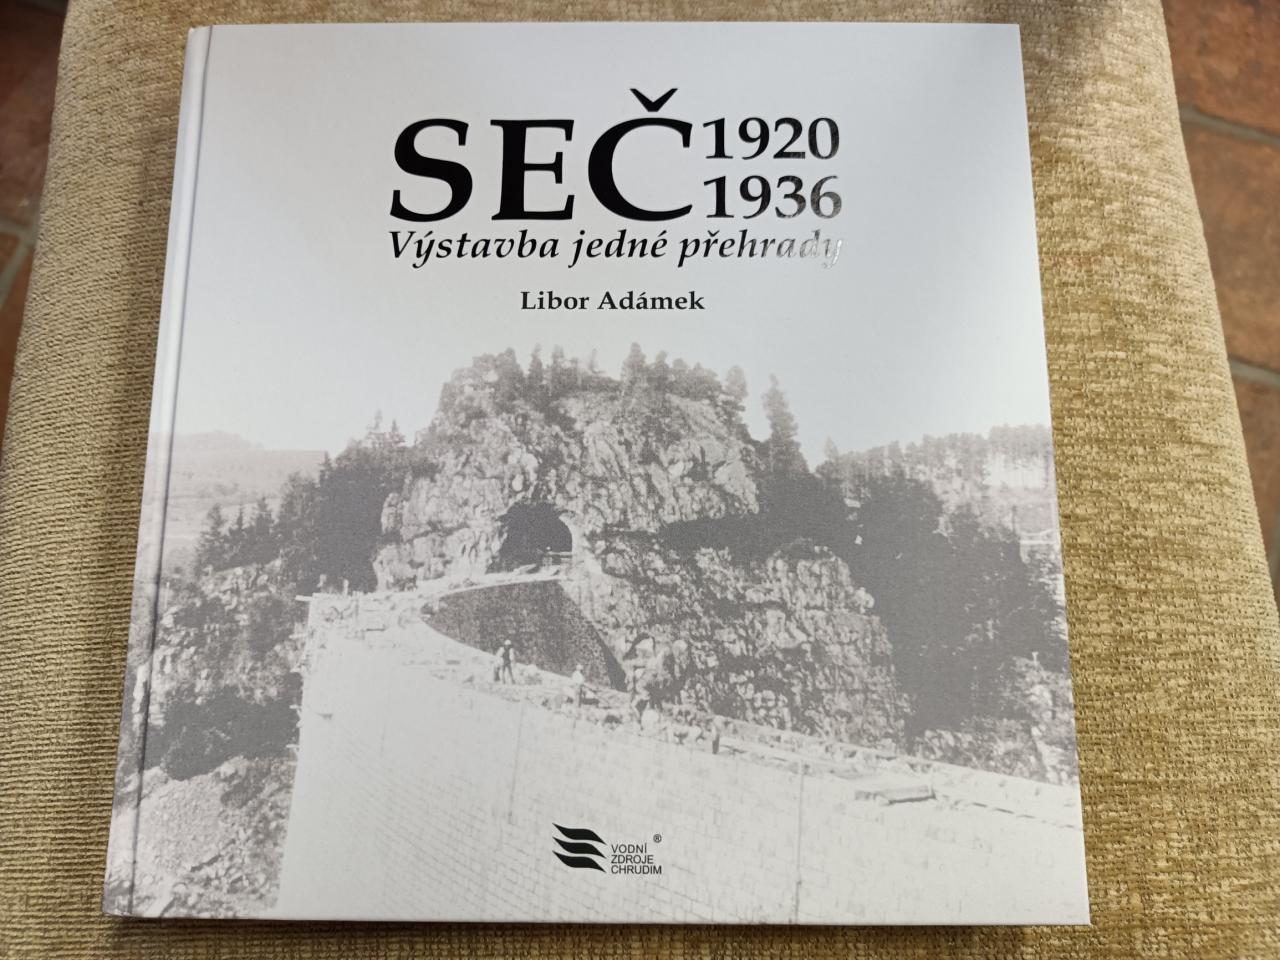 SEČ 1920
1936
Výstavba jedné přehrady
Libor Adámek
VODNÍ ®
ZDROJE
CHRUDIM